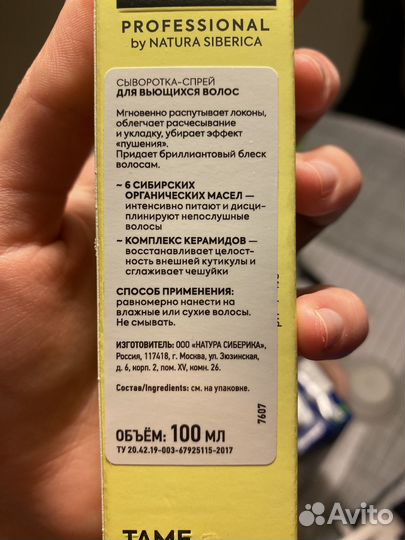 PROFESSIONAL
by NATURA SIBERICA
СЫВОРОТКА-СПРЕЙ
ДЛЯ ВЬЮЩИХСЯ ВОЛОС
Мгновенно распутывает локоны,
облегчает расчесывание
и укладку, убирает эффект
«пушения».
Придает бриллиантовый блеск
волосам.
~ 6 СИБИРСКИХ
ОРГАНИЧЕСКИХ МАСЕЛ —
интенсивно питают и дисци-
плинируют непослушные
волосы
~ КОМПЛЕКС КЕРАМИДОВ —
восстанавливает целост-
ность внешней кутикулы и
сглаживает чешуйки
СПОСОБ ПРИМЕНЕНИЯ:
равномерно нанести на
влажные или сухие волосы.
Не смывать.
ИЗГОТОВИТЕЛЬ: ООО «НАТУРА СИБЕРИКА»,
Россия, 117418, г. Москва, ул. Зюзинская,
д. 6, корп. 2, пом. XV, комн. 26.
Состав/Ingredients: см. на упаковке.
7607
ОБЪЁМ: 100 МЛ
ТУ 20.42.19-003-67925115-2017
TAME
Avito